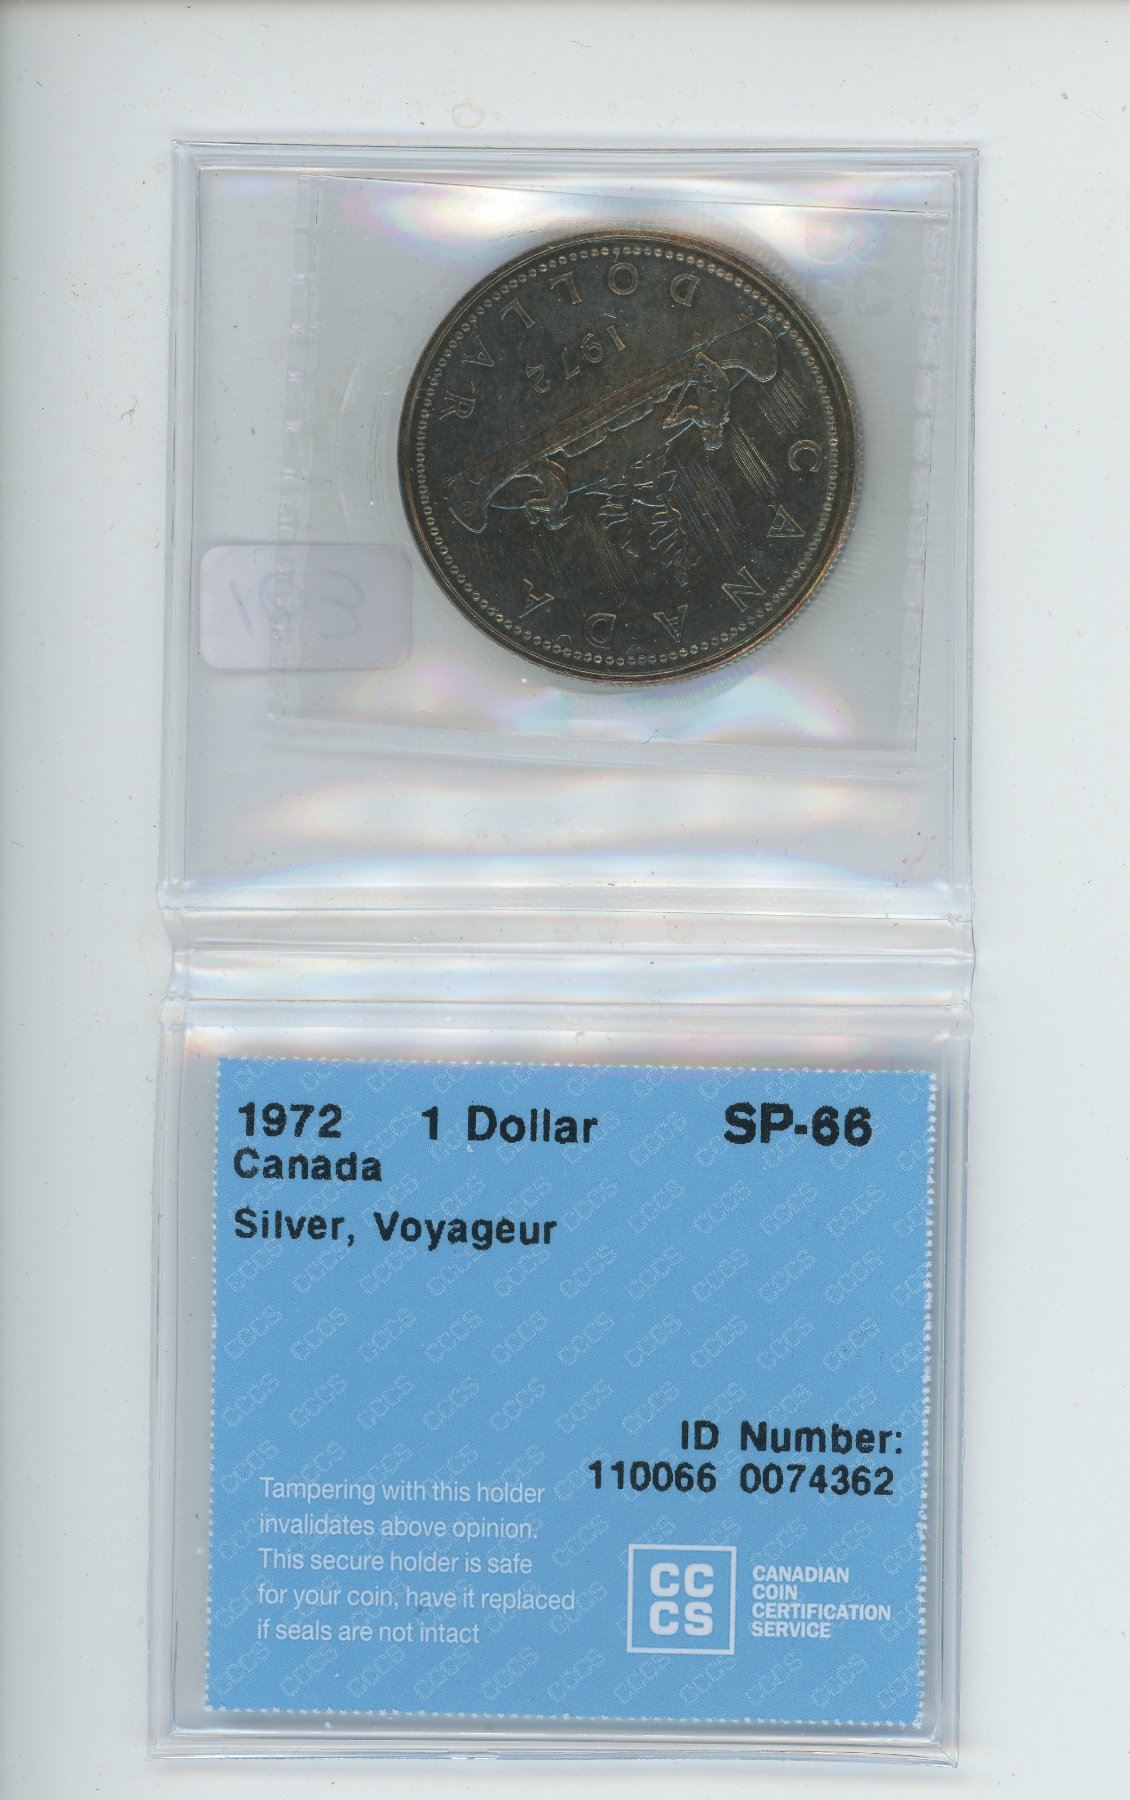 CANADA
1972
DOLLAR
1972 1 Dollar SP-66
Canada
Silver, Voyageur
ID Number:
110066 0074362
Tampering with this holder
invalidates above opinion.
This secure holder is safe
for your coin, have it replaced
if seals are not intact
CC
CS
CANADIAN
COIN
CERTIFICATION
SERVICE